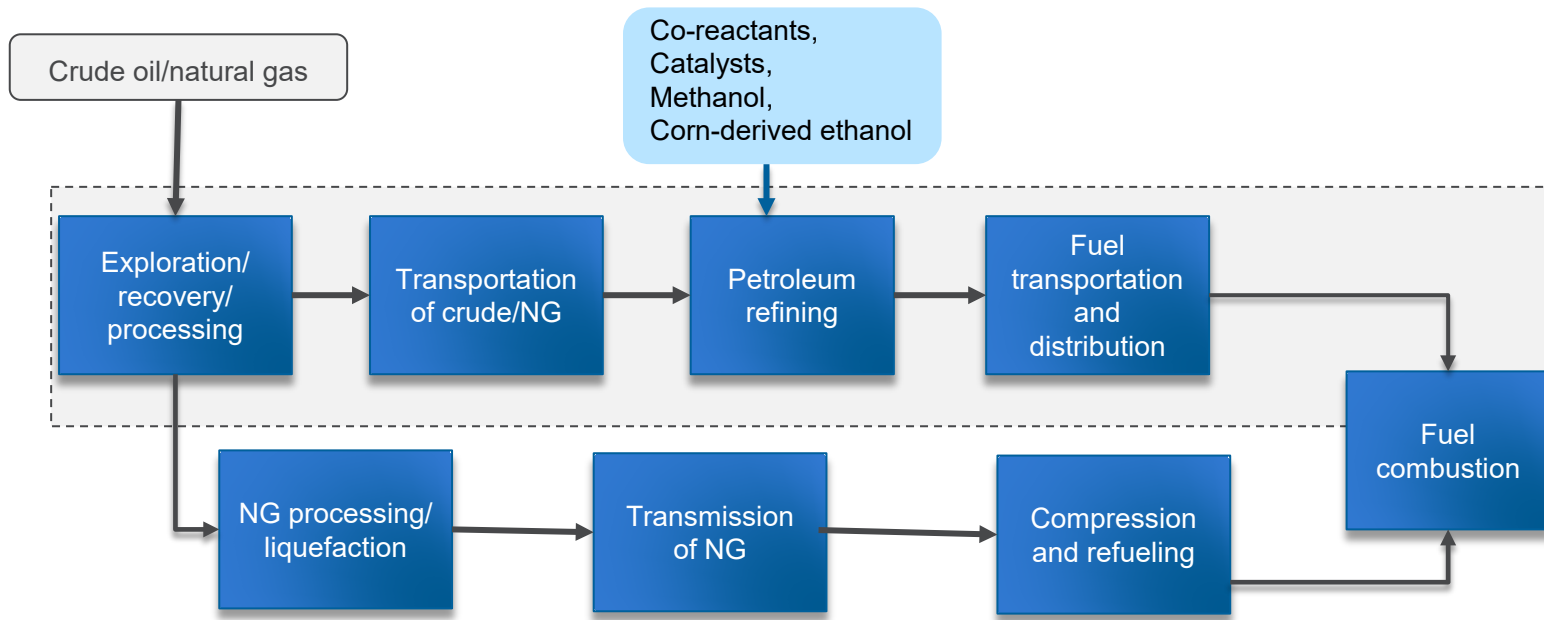 Crude oil/natural gas
Co-reactants,
Catalysts,
Methanol,
Corn-derived ethanol
Exploration/
recovery/
processing
Transportation
of crude/NG
Petroleum
refining
Fuel
transportation
and
distribution
Fuel
combustion
NG processing/
liquefaction
Transmission
of NG
Compression
and refueling